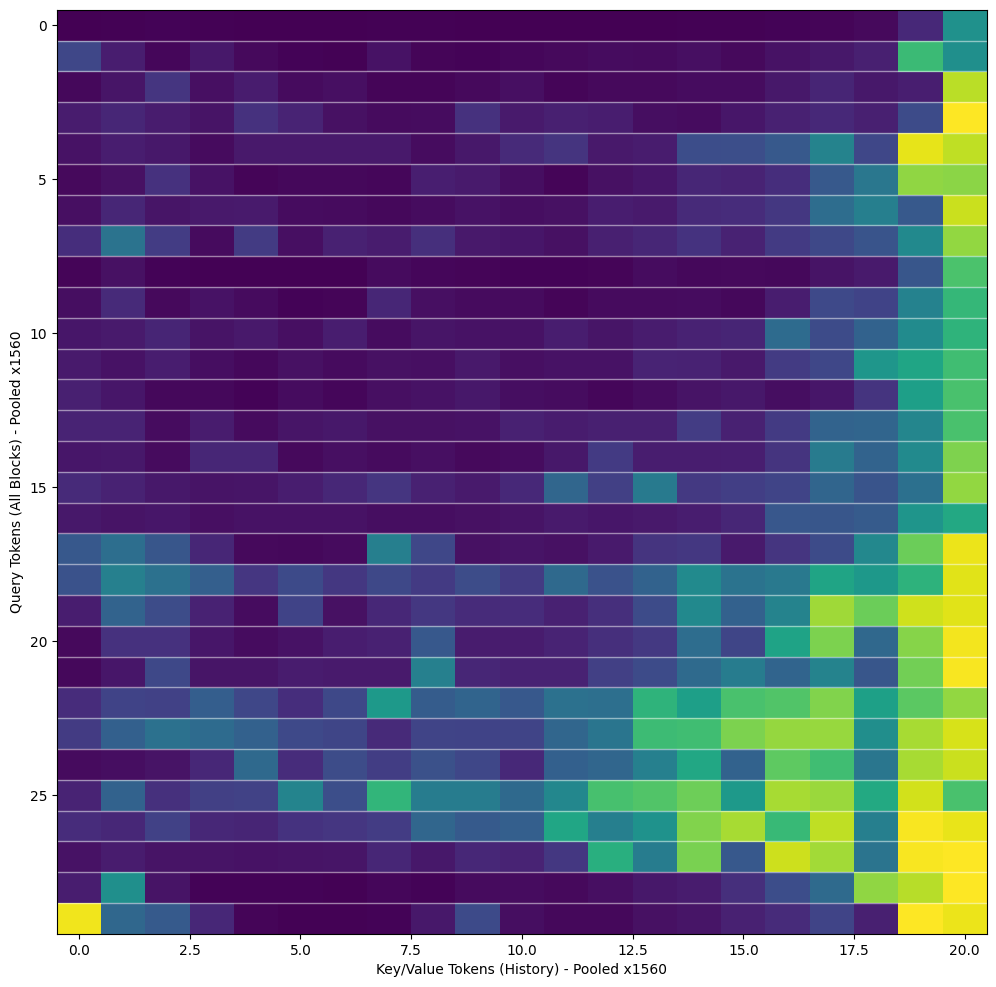 0
5
10
15
20
25
Query Tokens (All Blocks) - Pooled x1560
0.0 2.5 5.0 7.5 10.0 12.5 15.0 17.5 20.0
Key/Value Tokens (History) - Pooled x1560